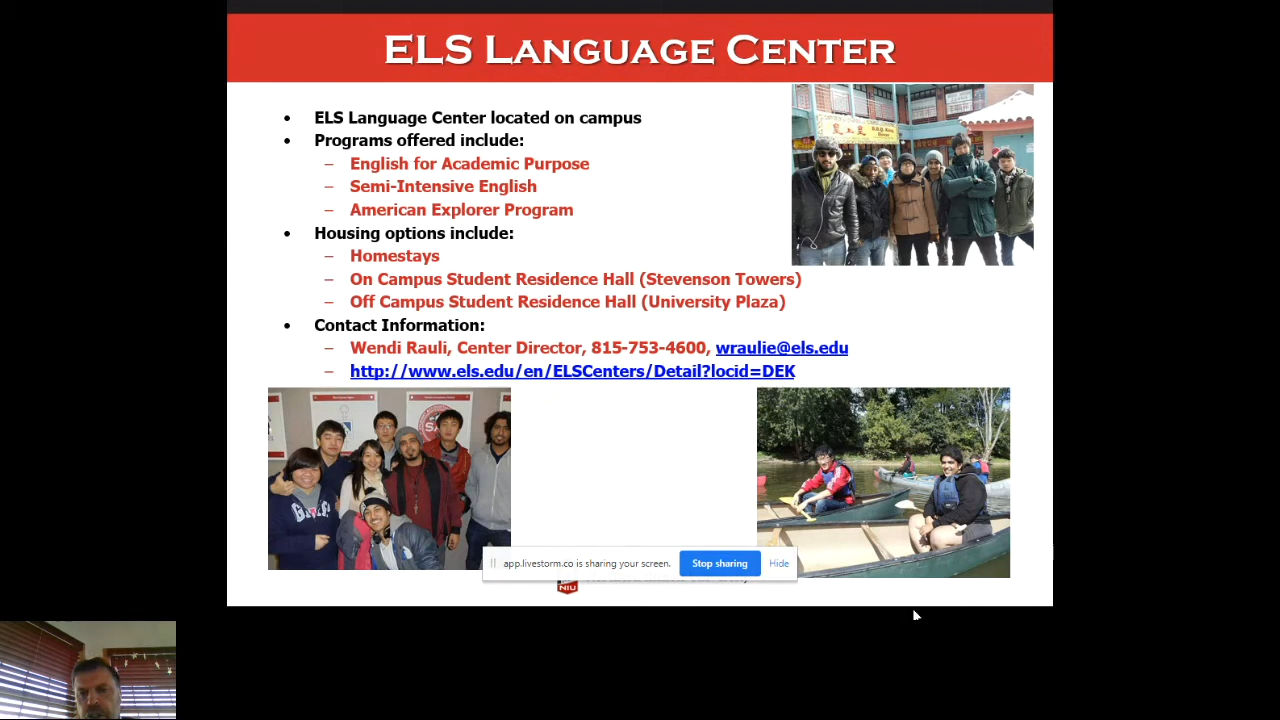 ELS LANGUAGE CENTER
• ELS Language Center located on campus
• Programs offered include:
– English for Academic Purpose
– Semi-Intensive English
– American Explorer Program
• Housing options include:
– Homestays
– On Campus Student Residence Hall (Stevenson Towers)
– Off Campus Student Residence Hall (University Plaza)
• Contact Information:
– Wendi Rauli, Center Director, 815-753-4600, wraulie@els.edu
– http://www.els.edu/en/ELSCenters/Detail?locid=DEK
app.livestorm.co is sharing your screen.
Stop sharing
Hide
NIU